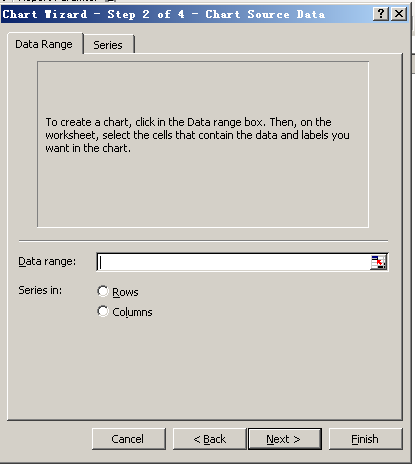 Chart Wizard - Step 2 of 4 - Chart Source Data
Data Range
Series
To create a chart, click in the Data range box. Then, on the
worksheet, select the cells that contain the data and labels you
want in the chart.
Data range:
Series in:
Rows
Columns
Cancel
< Back
Next >
Finish